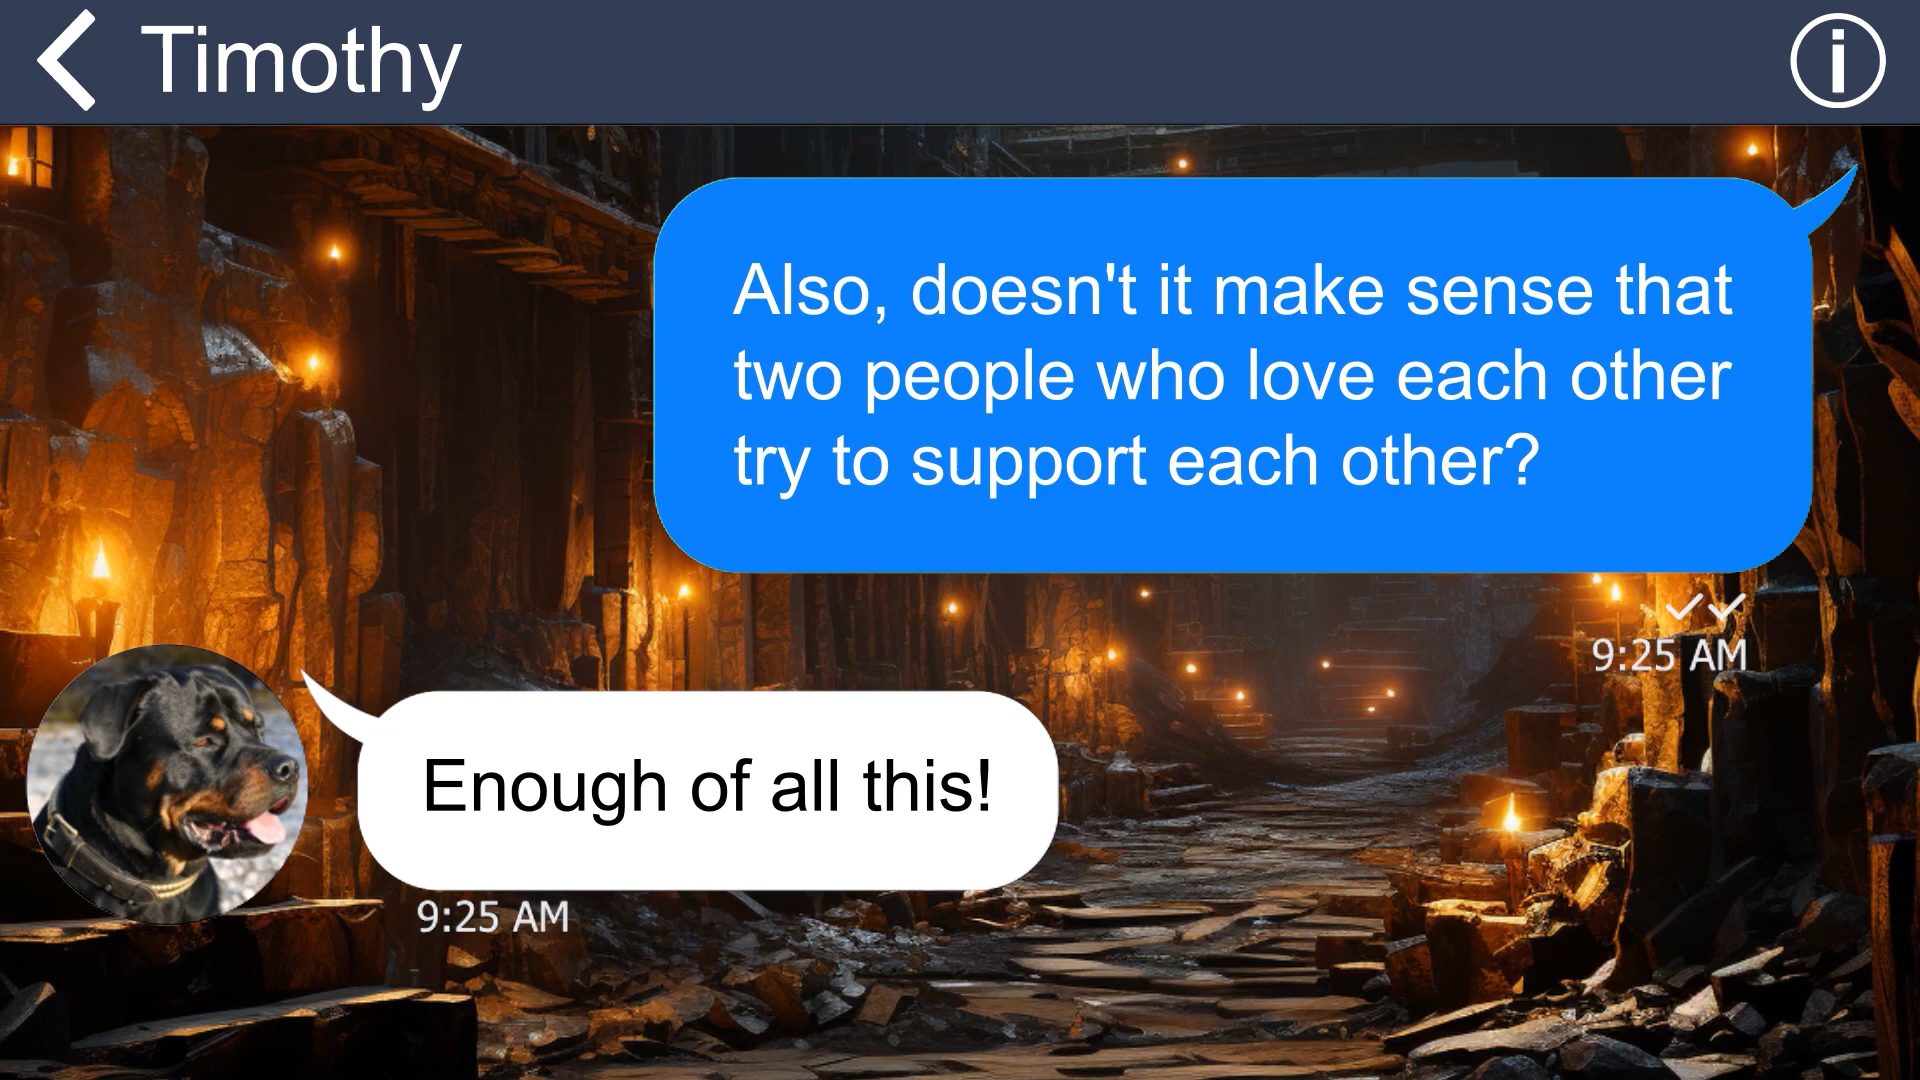 Timothy
Also, doesn't it make sense that
two people who love each other
try to support each other?
9:25 AM
Enough of all this!
9:25 AM